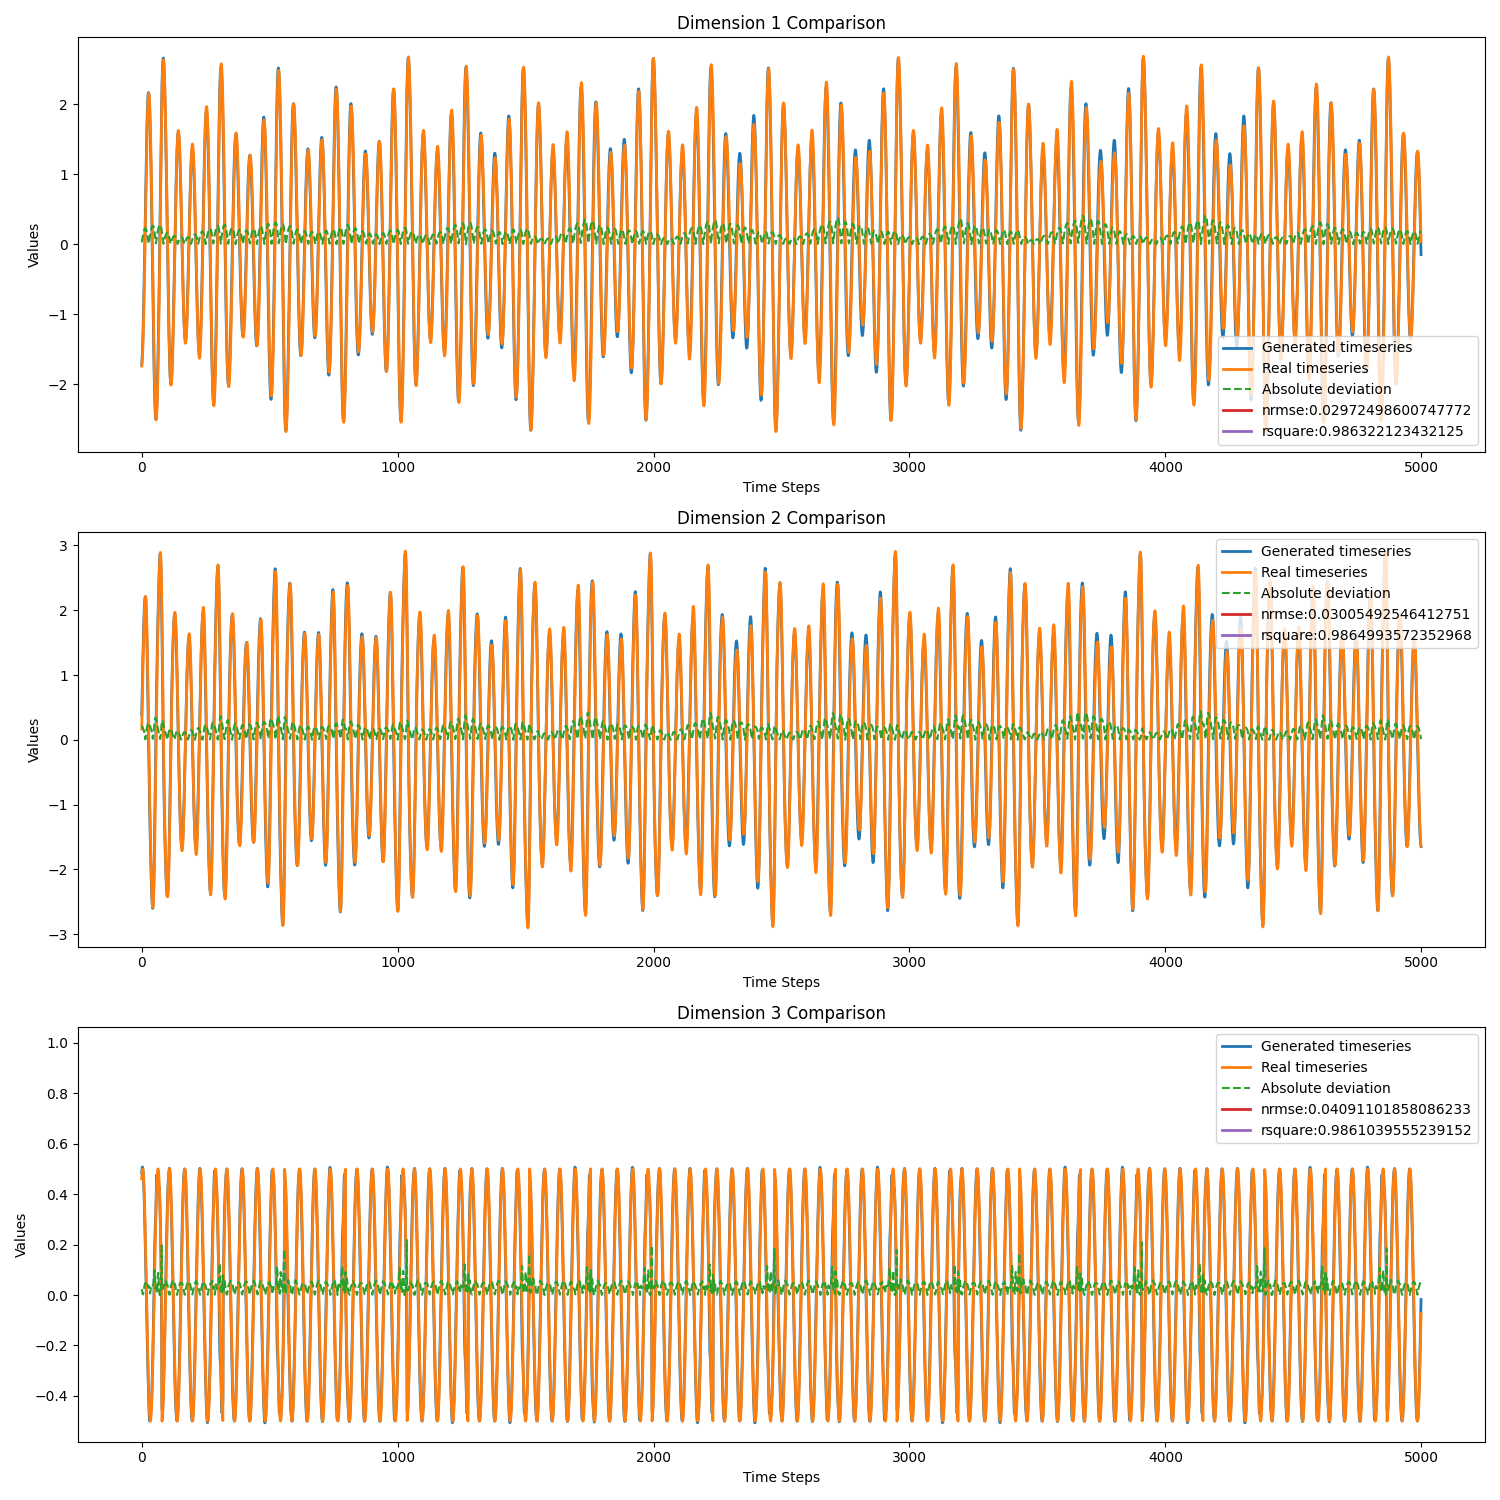 Dimension 1 Comparison
2
1
0
−1
−2
Values
Generated timeseries
Real timeseries
Absolute deviation
nrmse:0.02972498600747772
rsquare:0.986322123432125
0 1000 2000 3000 4000 5000
Time Steps
Dimension 2 Comparison
3
2
1
0
−1
−2
−3
Values
Generated timeseries
Real timeseries
Absolute deviation
nrmse:0.03005492546412751
rsquare:0.9864993572352968
0 1000 2000 3000 4000 5000
Time Steps
Dimension 3 Comparison
1.0
0.8
0.6
0.4
0.2
0.0
−0.2
−0.4
Values
Generated timeseries
Real timeseries
Absolute deviation
nrmse:0.04091101858086233
rsquare:0.9861039555239152
0 1000 2000 3000 4000 5000
Time Steps